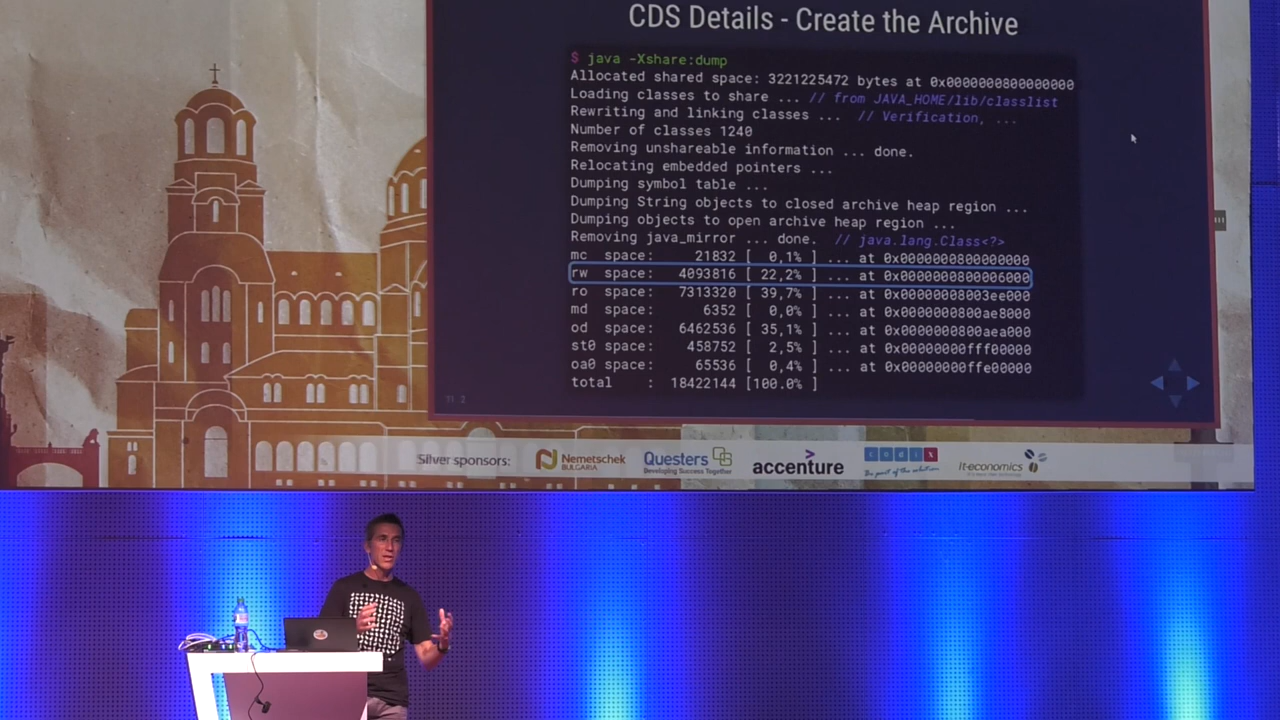 CDS Details - Create the Archive
$ java -Xshare:dump
Allocated shared space: 3221225472 bytes at 0x0000000800000000
Loading classes to share ... // from JAVA_HOME/lib/classlist
Rewriting and linking classes ... // Verification, ...
Number of classes 1240
Removing unshareable information ... done.
Relocating embedded pointers ...
Dumping symbol table ...
Dumping String objects to closed archive heap region ...
Dumping objects to open archive heap region ...
Removing java_mirror ... done. // java.lang.Class<?>
mc space: 21832 [ 0,1% ] ... at 0x0000000800000000
rw space: 4093816 [ 22,2% ] ... at 0x0000000800006000
ro space: 7313320 [ 39,7% ] ... at 0x00000008003ee000
md space: 6352 [ 0,0% ] ... at 0x0000000800ae8000
od space: 6462536 [ 35,1% ] ... at 0x0000000800aea000
st0 space: 458752 [ 2,5% ] ... at 0x00000000fff00000
oa0 space: 65536 [ 0,4% ] ... at 0x00000000ffe00000
total : 18422144 [100.0% ]
Silver sponsors:
Nemetschek
BULGARIA
Questers
Developing Success Together
accenture
be part of the solution
it-economics